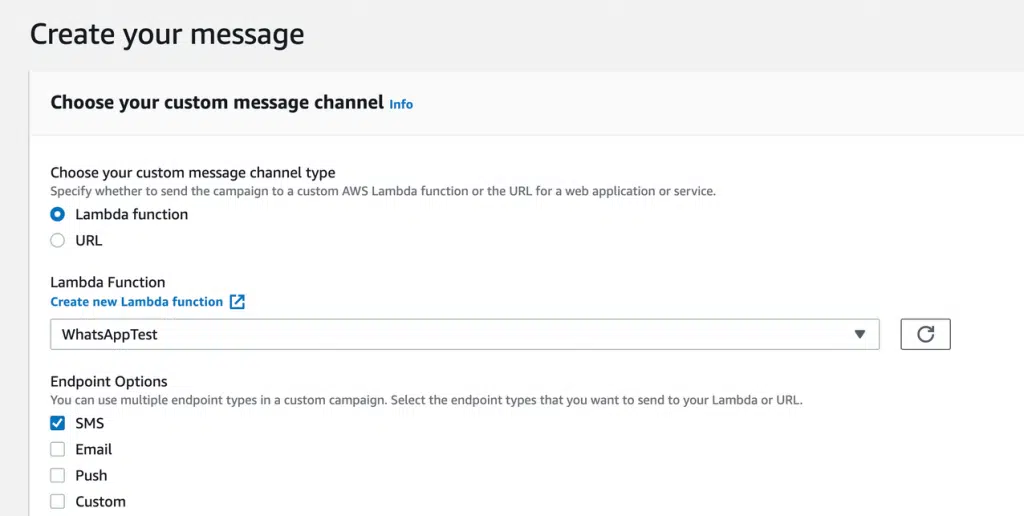 Create your message
Choose your custom message channel Info
Choose your custom message channel type
Specify whether to send the campaign to a custom AWS Lambda function or the URL for a web application or service.
Lambda function
URL
Lambda Function
Create new Lambda function
WhatsAppTest
Endpoint Options
You can use multiple endpoint types in a custom campaign. Select the endpoint types that you want to send to your Lambda or URL.
SMS
Email
Push
Custom